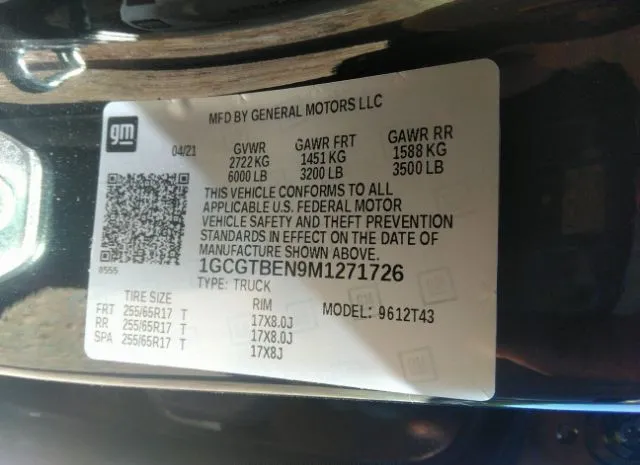 MFD BY GENERAL MOTORS LLC
gm
04/21 GVWR GAWR FRT GAWR RR
2722 KG 1451 KG 1588 KG
6000 LB 3200 LB 3500 LB
THIS VEHICLE CONFORMS TO ALL
APPLICABLE U.S. FEDERAL MOTOR
VEHICLE SAFETY AND THEFT PREVENTION
STANDARDS IN EFFECT ON THE DATE OF
MANUFACTURE SHOWN ABOVE.
8555 1GCGTBEN9M1271726
TYPE: TRUCK
TIRE SIZE RIM MODEL: 9612T43
FRT 255/65R17 T 17X8.0J
RR 255/65R17 T 17X8.0J
SPA 255/65R17 T 17X8J